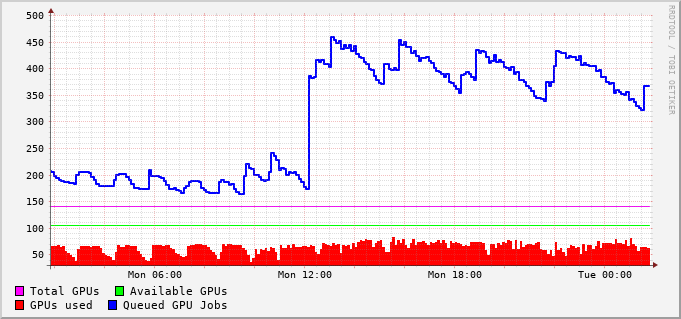 RRDTOOL / TOBI OETIKER
500
450
400
350
300
250
200
150
100
50
Mon 06:00 Mon 12:00 Mon 18:00 Tue 00:00
Total GPUs Available GPUs
GPUs used Queued GPU Jobs